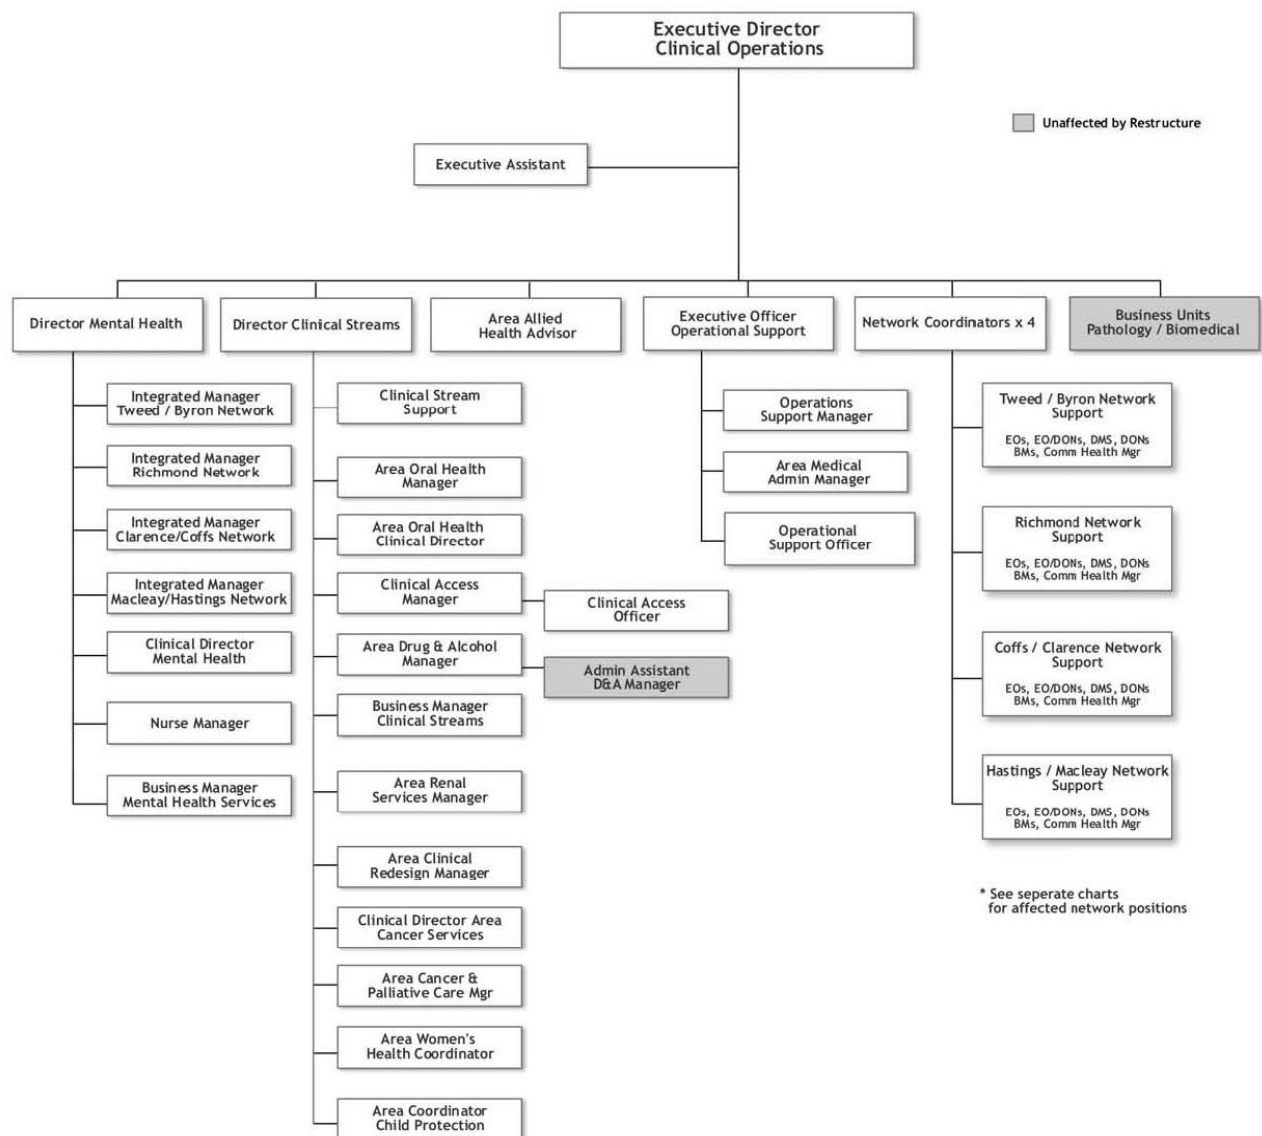 Executive Director
Clinical Operations
Unaffected by Restructure
Executive Assistant
Director Mental Health
Director Clinical Streams
Area Allied
Health Advisor
Executive Officer
Operational Support
Network Coordinators x 4
Business Units
Pathology / Biomedical
Integrated Manager
Tweed / Byron Network
Integrated Manager
Richmond Network
Integrated Manager
Clarence/Coffs Network
Integrated Manager
Macleay/Hastings Network
Clinical Director
Mental Health
Nurse Manager
Business Manager
Mental Health Services
Clinical Stream
Support
Area Oral Health
Manager
Area Oral Health
Clinical Director
Clinical Access
Manager
Clinical Access
Officer
Area Drug & Alcohol
Manager
Admin Assistant
D&A Manager
Business Manager
Clinical Streams
Area Renal
Services Manager
Area Clinical
Redesign Manager
Clinical Director Area
Cancer Services
Area Cancer &
Palliative Care Mgr
Area Women's
Health Coordinator
Area Coordinator
Child Protection
Operations
Support Manager
Area Medical
Admin Manager
Operational
Support Officer
Tweed / Byron Network
Support
EOs, EO/DONs, DMS, DONs
BMs, Comm Health Mgr
Richmond Network
Support
EOs, EO/DONs, DMS, DONs
BMs, Comm Health Mgr
Coffs / Clarence Network
Support
EOs, EO/DONs, DMS, DONs
BMs, Comm Health Mgr
Hastings / Macleay Network
Support
EOs, EO/DONs, DMS, DONs
BMs, Comm Health Mgr
* See seperate charts
for affected network positions